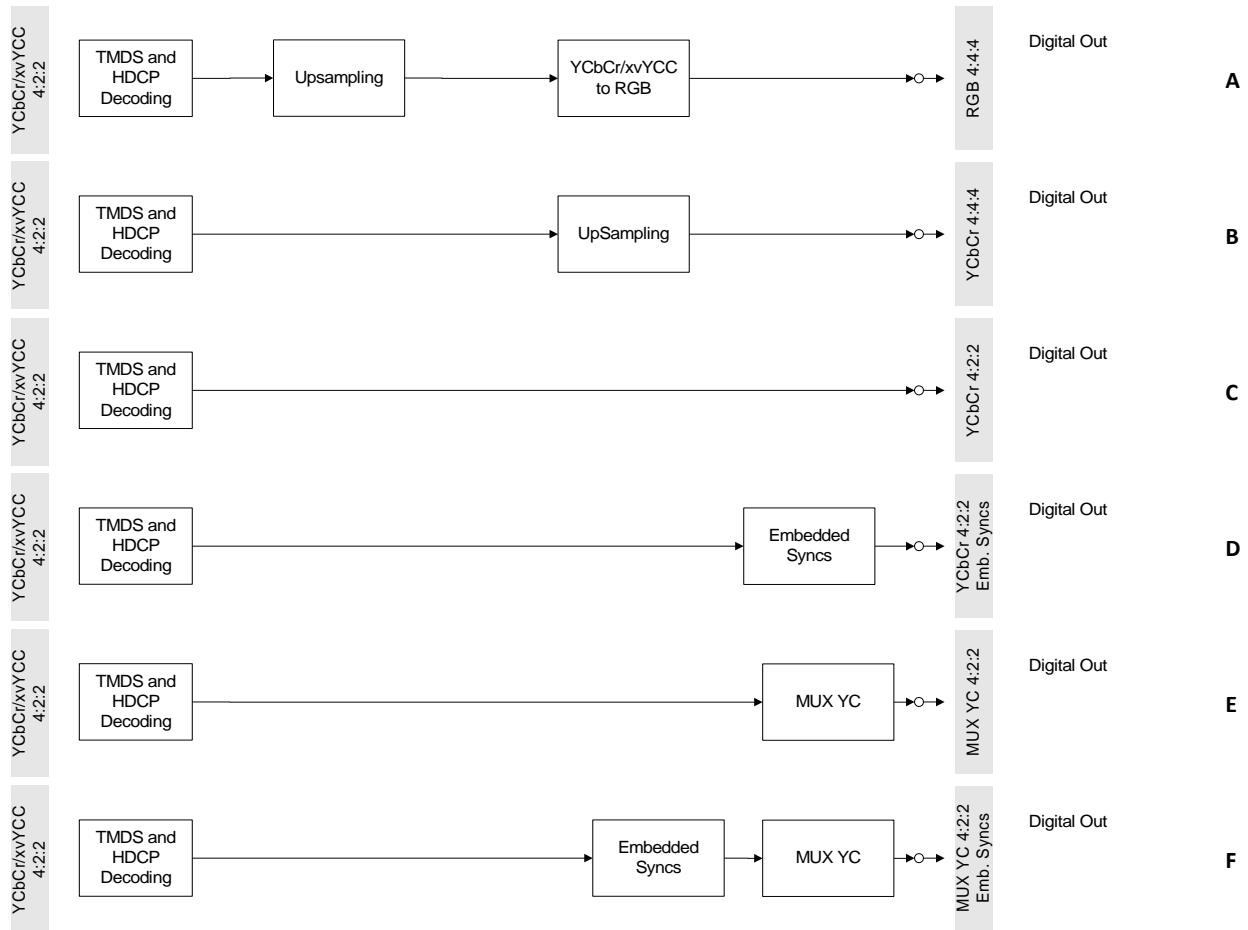 YCbCr/xvYCC
4:2:2
TMDS and
HDCP
Decoding
Upsampling
YCbCr/xvYCC
to RGB
RGB 4:4:4
Digital Out
A
YCbCr/xvYCC
4:2:2
TMDS and
HDCP
Decoding
UpSampling
YCbCr 4:4:4
Digital Out
B
YCbCr/xvYCC
4:2:2
TMDS and
HDCP
Decoding
YCbCr 4:2:2
Digital Out
C
YCbCr/xvYCC
4:2:2
TMDS and
HDCP
Decoding
Embedded
Syncs
YCbCr 4:2:2
Emb. Syncs
Digital Out
D
YCbCr/xvYCC
4:2:2
TMDS and
HDCP
Decoding
MUX YC
MUX YC 4:2:2
Digital Out
E
YCbCr/xvYCC
4:2:2
TMDS and
HDCP
Decoding
Embedded
Syncs
MUX YC
MUX YC 4:2:2
Emb. Syncs
Digital Out
F